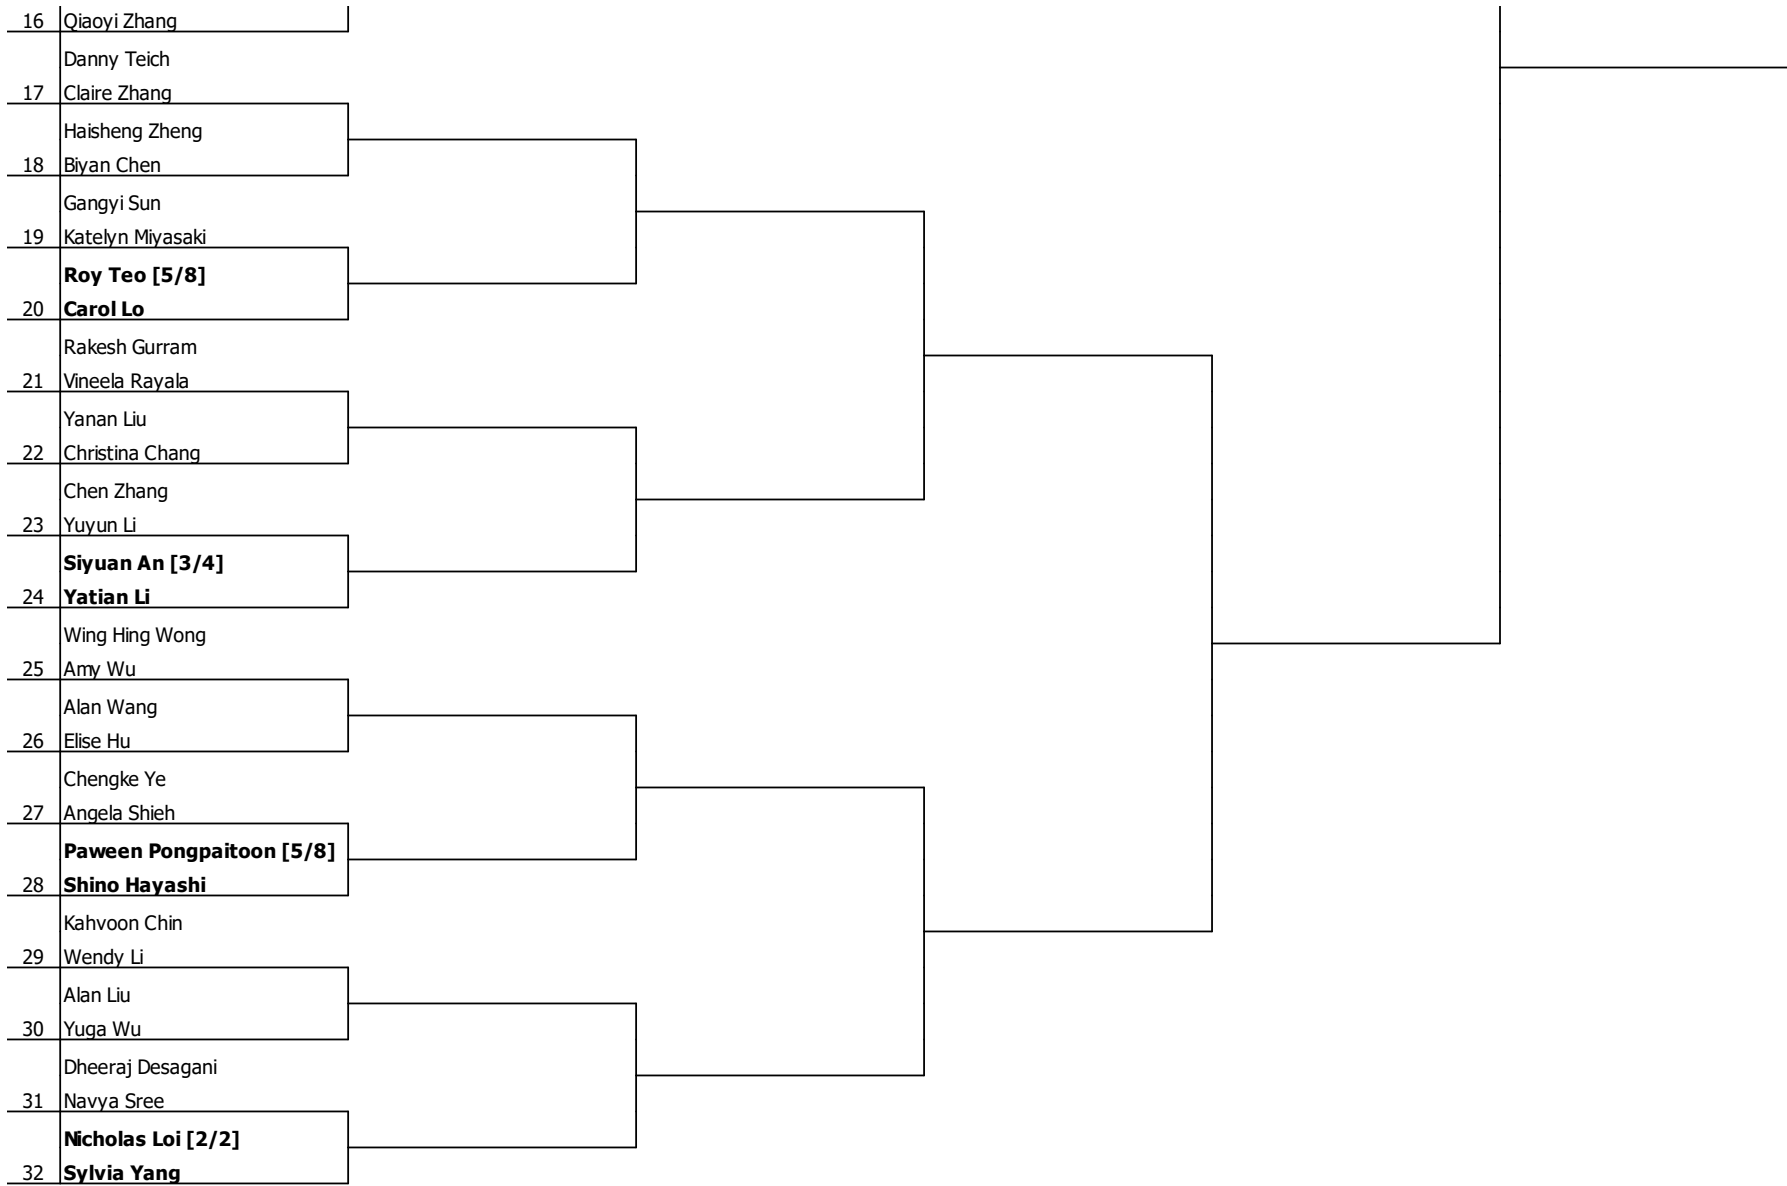 16 Qiaoyi Zhang
Danny Teich
17 Claire Zhang
Haisheng Zheng
18 Biyan Chen
Gangyi Sun
19 Katelyn Miyasaki
Roy Teo [5/8]
20 Carol Lo
Rakesh Gurram
21 Vineela Rayala
Yanan Liu
22 Christina Chang
Chen Zhang
23 Yuyun Li
Siyuan An [3/4]
24 Yatian Li
Wing Hing Wong
25 Amy Wu
Alan Wang
26 Elise Hu
Chengke Ye
27 Angela Shieh
Paween Pongpaitoon [5/8]
28 Shino Hayashi
Kahvoon Chin
29 Wendy Li
Alan Liu
30 Yuga Wu
Dheeraj Desagani
31 Navya Sree
Nicholas Loi [2/2]
32 Sylvia Yang